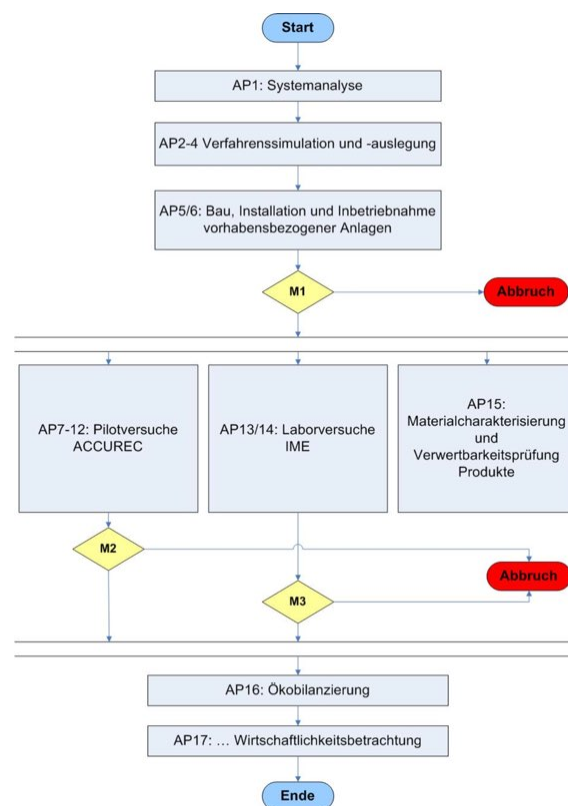 Start
AP1: Systemanalyse
AP2-4 Verfahrenssimulation und -auslegung
AP5/6: Bau, Installation und Inbetriebnahme
vorhabensbezogener Anlagen
M1
Abbruch
AP7-12: Pilotversuche
ACCUREC
AP13/14: Laborversuche
IME
AP15:
Materialcharakterisierung
und
Verwertbarkeitsprüfung
Produkte
M2
Abbruch
M3
AP16: Ökobilanzierung
AP17: ... Wirtschaftlichkeitsbetrachtung
Ende